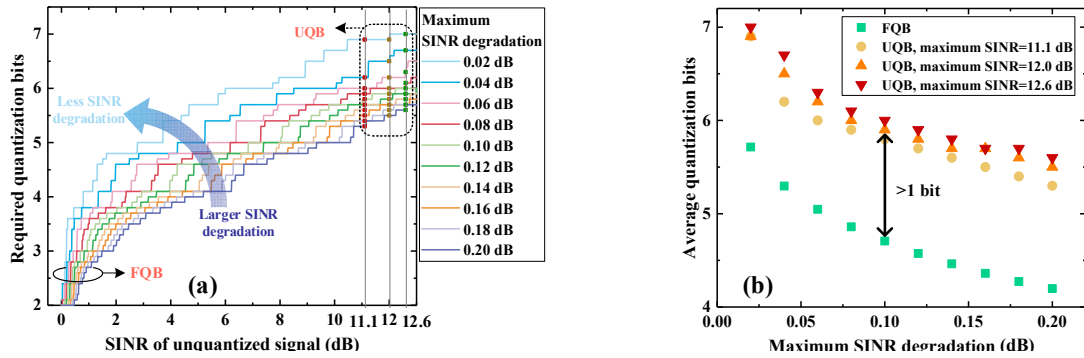 Required quantization bits
7
6
5
4
3
2
UQB
Less SINR
degradation
Larger SINR
degradation
FQB
(a)
0 2 4 6 8 10 11.1 12 12.6
SINR of unquantized signal (dB)
Maximum
SINR degradation
0.02 dB
0.04 dB
0.06 dB
0.08 dB
0.10 dB
0.12 dB
0.14 dB
0.16 dB
0.18 dB
0.20 dB
Average quantization bits
7
6
5
4
FQB
UQB, maximum SINR=11.1 dB
UQB, maximum SINR=12.0 dB
UQB, maximum SINR=12.6 dB
>1 bit
(b)
0.00 0.05 0.10 0.15 0.20
Maximum SINR degradation (dB)